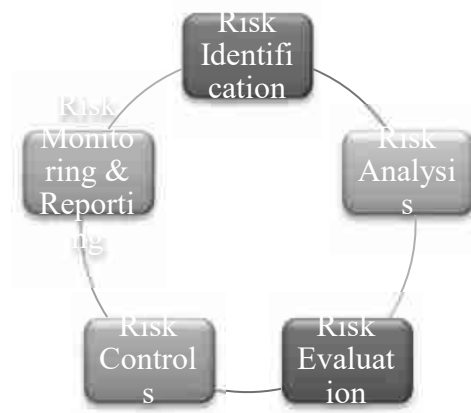 Risk
Identifi
cation
Risk
Analysi
s
Risk
Evaluat
ion
Risk
Control
s
Risk
Monito
ring &
Reporti
ng